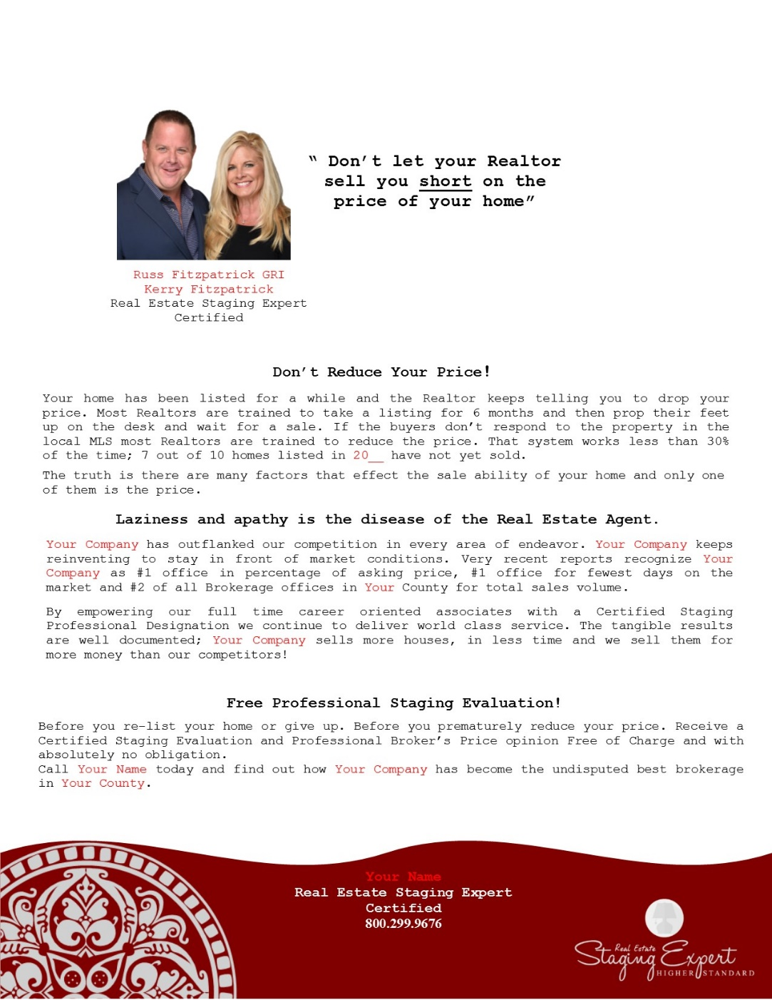 “ Don’t let your Realtor
sell you short on the
price of your home”
Russ Fitzpatrick GRI
Kerry Fitzpatrick
Real Estate Staging Expert
Certified
Don’t Reduce Your Price!
Your home has been listed for a while and the Realtor keeps telling you to drop your
price. Most Realtors are trained to take a listing for 6 months and then prop their feet
up on the desk and wait for a sale. If the buyers don’t respond to the property in the
local MLS most Realtors are trained to reduce the price. That system works less than 30%
of the time; 7 out of 10 homes listed in 20__ have not yet sold.
The truth is there are many factors that effect the sale ability of your home and only one
of them is the price.
Laziness and apathy is the disease of the Real Estate Agent.
Your Company has outflanked our competition in every area of endeavor. Your Company keeps
reinventing to stay in front of market conditions. Very recent reports recognize Your
Company as #1 office in percentage of asking price, #1 office for fewest days on the
market and #2 of all Brokerage offices in Your County for total sales volume.
By empowering our full time career oriented associates with a Certified Staging
Professional Designation we continue to deliver world class service. The tangible results
are well documented; Your Company sells more houses, in less time and we sell them for
more money than our competitors!
Free Professional Staging Evaluation!
Before you re-list your home or give up. Before you prematurely reduce your price. Receive a
Certified Staging Evaluation and Professional Broker’s Price opinion Free of Charge and with
absolutely no obligation.
Call Your Name today and find out how Your Company has become the undisputed best brokerage
in Your County.
Your Name
Real Estate Staging Expert
Certified
800.299.9676
Real Estate
Staging Expert
HIGHER STANDARD